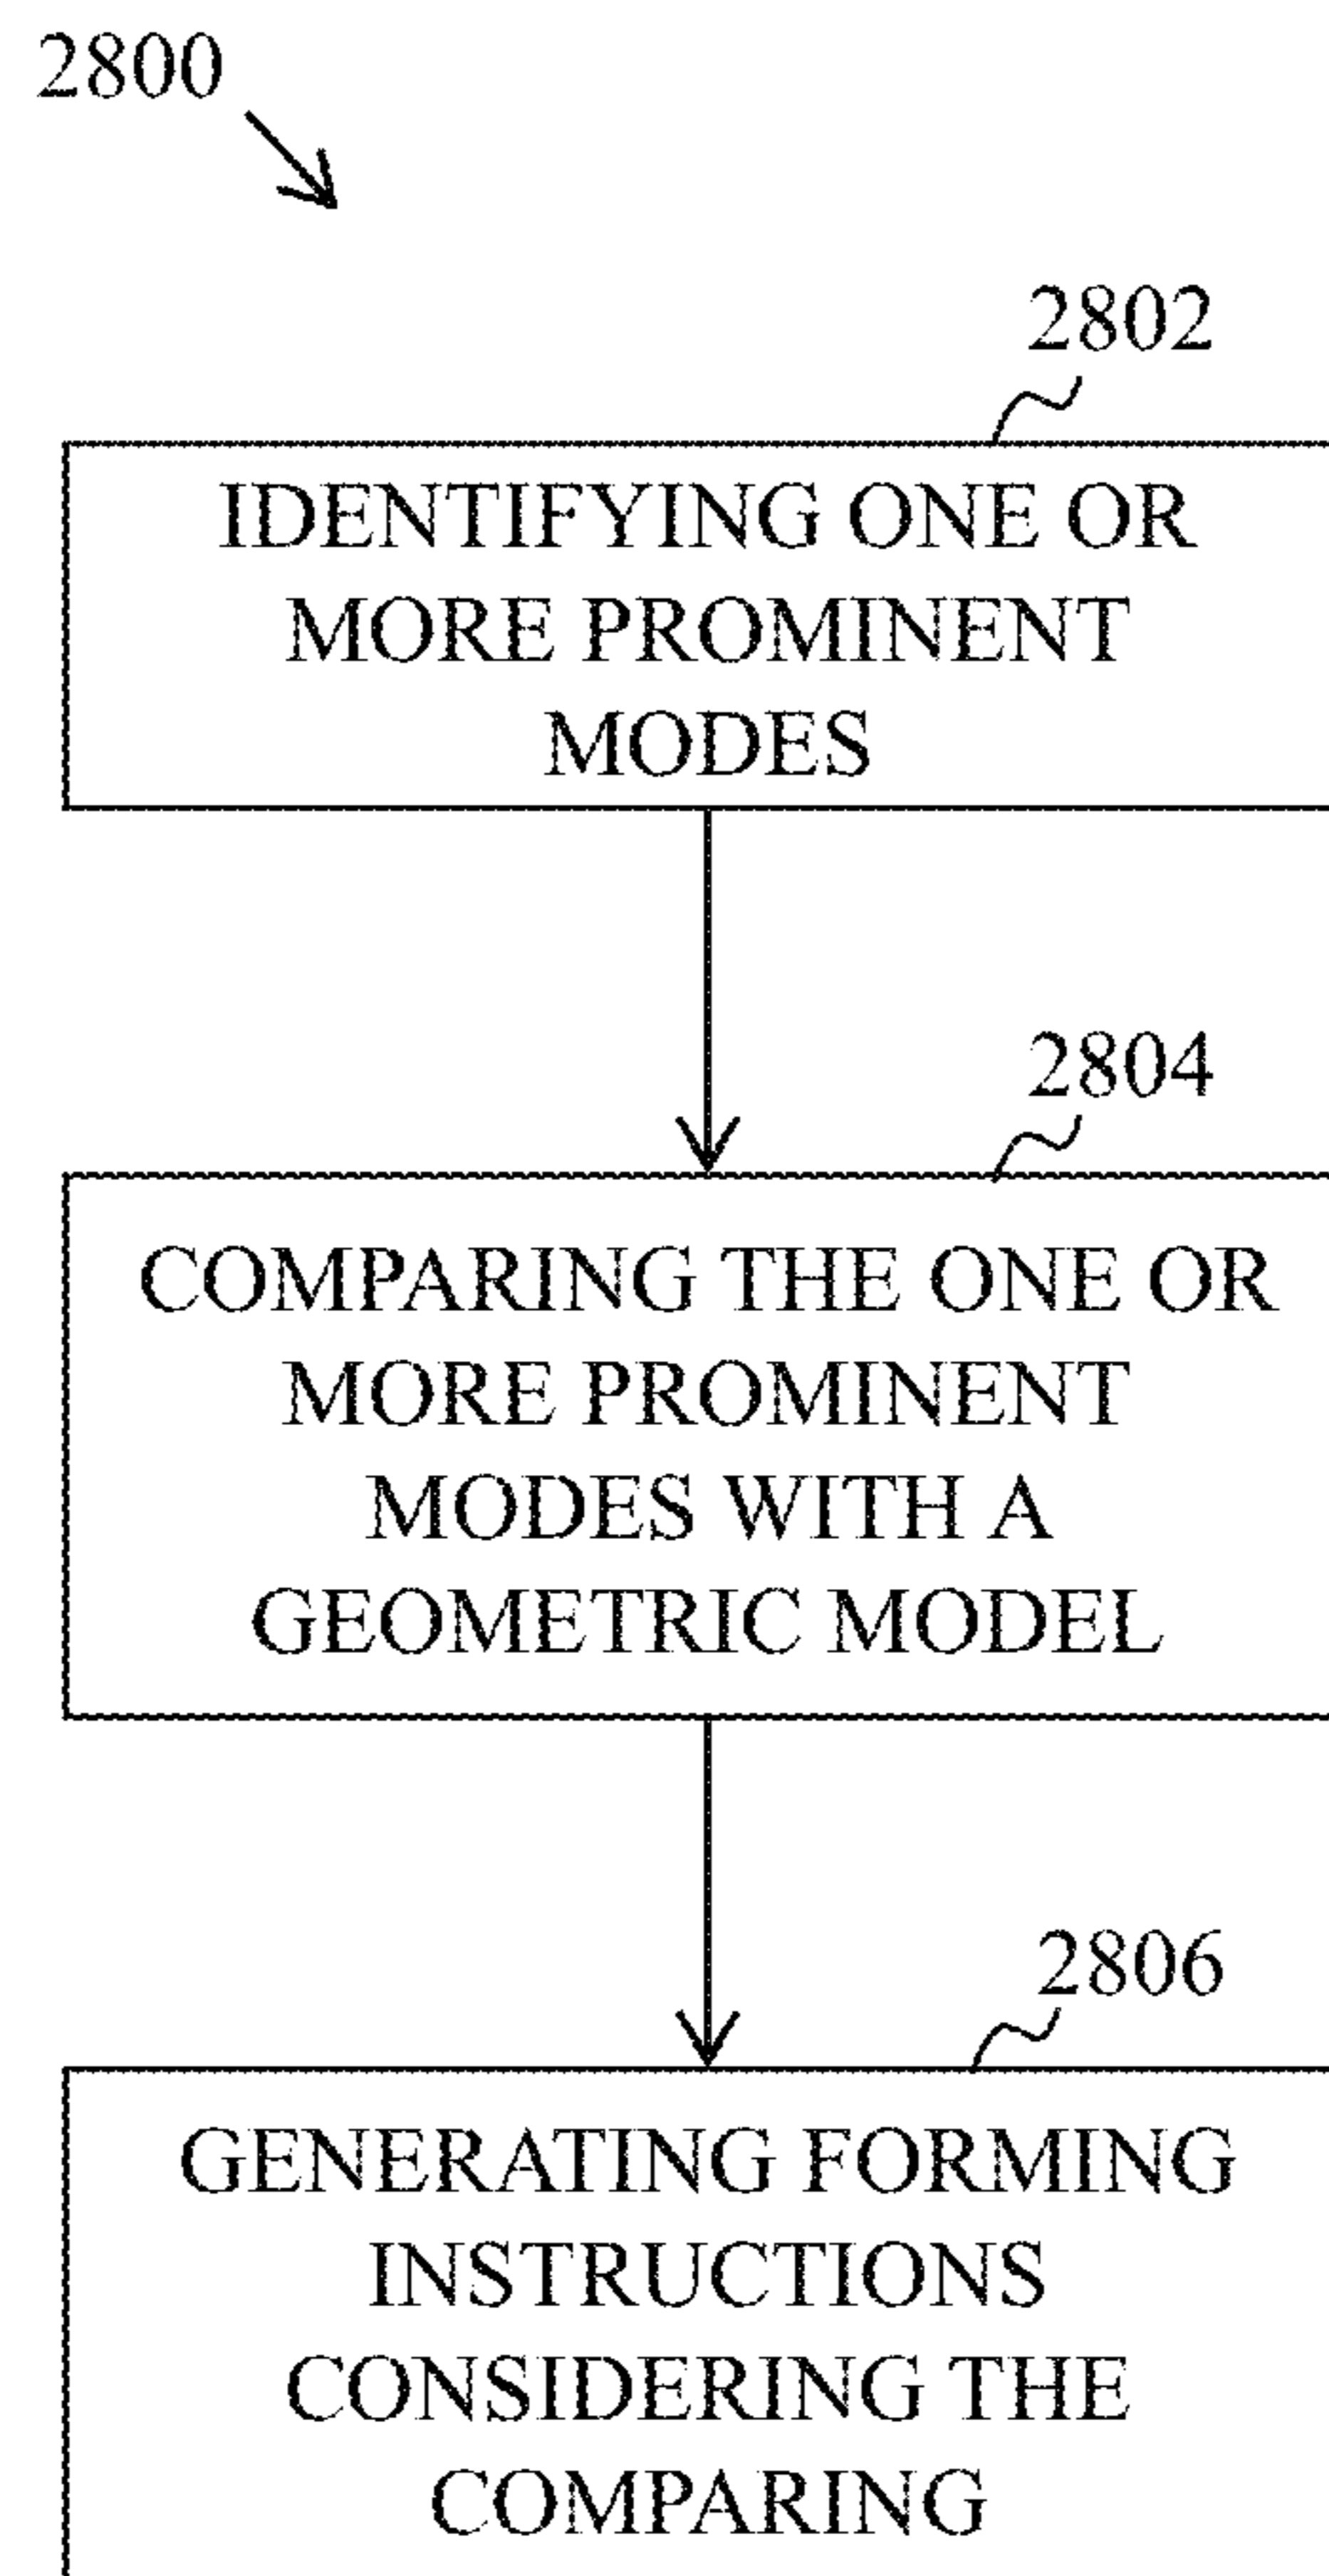 2800
2802
IDENTIFYING ONE OR
MORE PROMINENT
MODES
2804
COMPARING THE ONE OR
MORE PROMINENT
MODES WITH A
GEOMETRIC MODEL
2806
GENERATING FORMING
INSTRUCTIONS
CONSIDERING THE
COMPARING